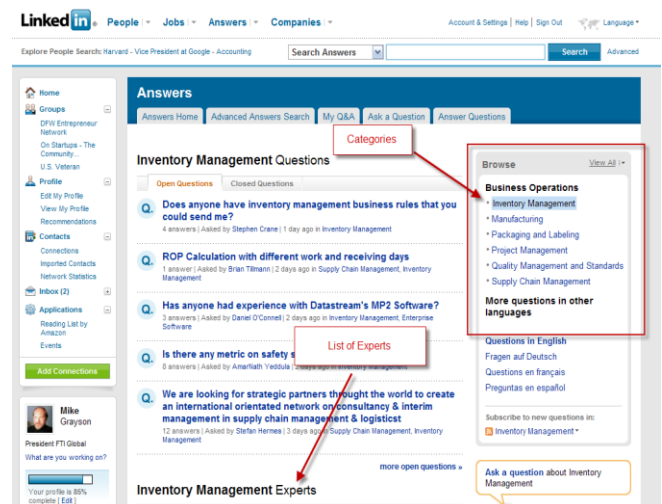 Linked in
People Jobs Answers Companies
Account & Settings | Help | Sign Out Language
Explore People Search: Harvard - Vice President at Google - Accounting
Search Answers
Search
Advanced
Home
Groups
DFW Entrepreneur
Network
On Startups - The
Community...
U.S. Veteran
Profile
Edit My Profile
View My Profile
Recommendations
Contacts
Connections
Imported Contacts
Network Statistics
Inbox (2)
Applications
Reading List by
Amazon
Events
Add Connections
Mike
Grayson
President FTI Global
What are you working on?
Your profile is 85%
complete [ Edit ]
Answers
Answers Home
Advanced Answers Search
My Q&A
Ask a Question
Answer Questions
Categories
Inventory Management Questions
Open Questions
Closed Questions
Q. Does anyone have inventory management business rules that you
could send me?
4 answers | Asked by Stephen Crane | 1 day ago in Inventory Management
Q. ROP Calculation with different work and receiving days
1 answer | Asked by Brian Tillmann | 2 days ago in Supply Chain Management, Inventory
Management
Q. Has anyone had experience with Datastream's MP2 Software?
3 answers | Asked by Daniel O'Connell | 2 days ago in Inventory Management, Enterprise
Software
List of Experts
Q. Is there any metric on safety s
8 answers | Asked by Amarnath Yeddula | 2 days ago in Inventory Management
Q. We are looking for strategic partners throught the world to create
an international orientated network on consultancy & interim
management in supply chain management & logisticst
12 answers | Asked by Stefan Hermes | 3 days ago in Supply Chain Management, Inventory
Management
more open questions »
Inventory Management Experts
Browse
View All
Business Operations
Inventory Management
Manufacturing
Packaging and Labeling
Project Management
Quality Management and Standards
Supply Chain Management
More questions in other
languages
Questions in English
Fragen auf Deutsch
Questions en français
Preguntas en español
Subscribe to new questions in:
Inventory Management
Ask a question about Inventory
Management